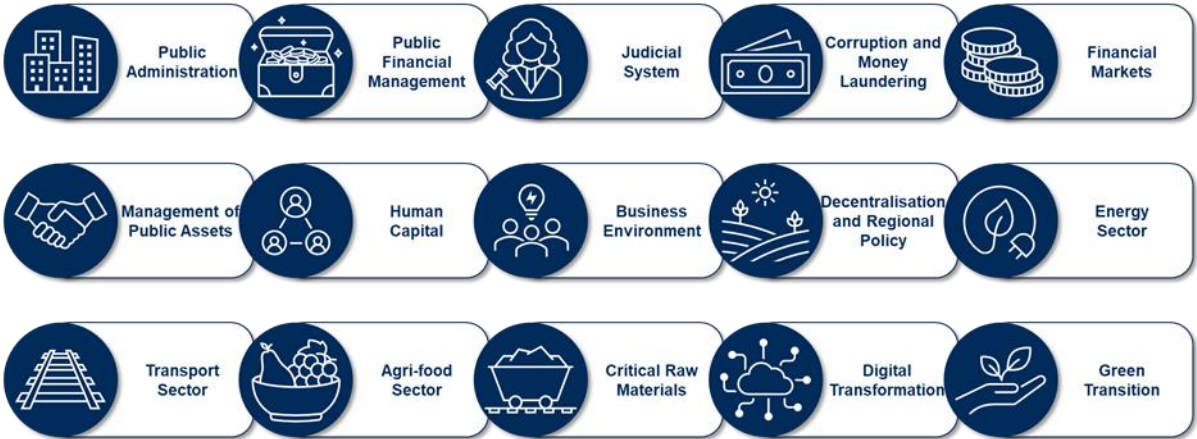 Public
Administration
Public
Financial
Management
Judicial
System
Corruption and
Money
Laundering
Financial
Markets
Management of
Public Assets
Human
Capital
Business
Environment
Decentralisation
and Regional
Policy
Energy
Sector
Transport
Sector
Agri-food
Sector
Critical Raw
Materials
Digital
Transformation
Green
Transition